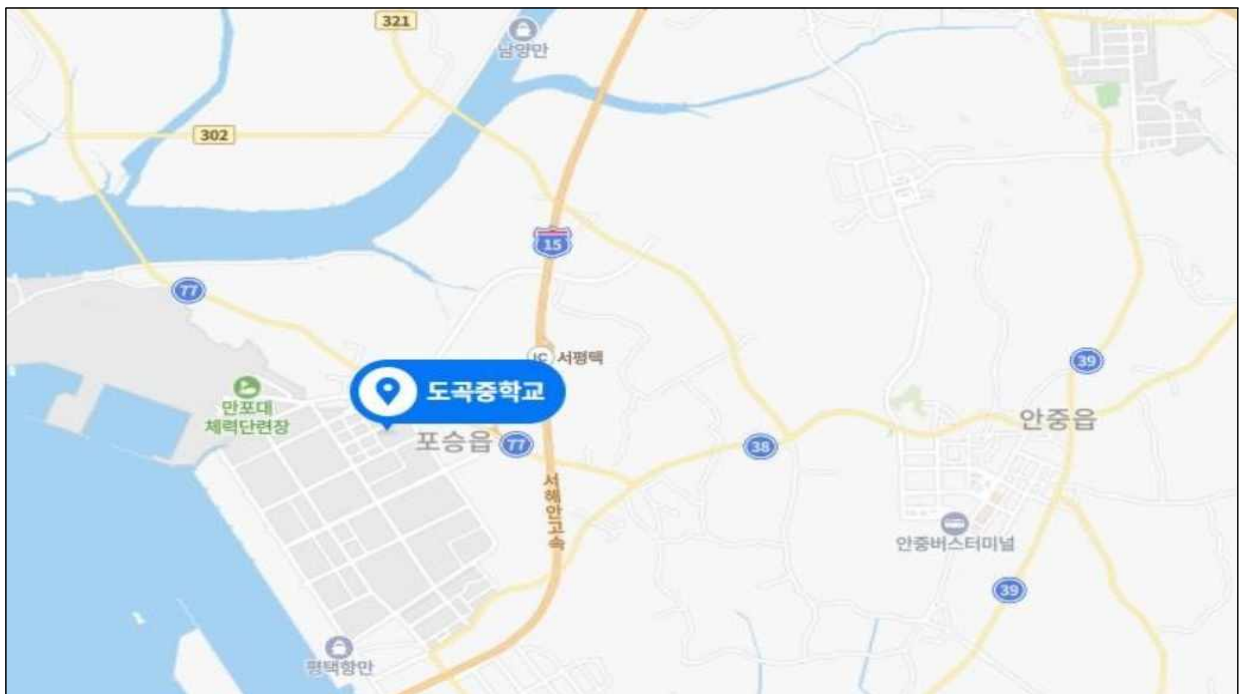 321
남양만
302
15
77
IC 서평택
39
도곡중학교
만포대
체력단련장
안중읍
포승읍 77
38
서해안고속
안중버스터미널
39
평택항만